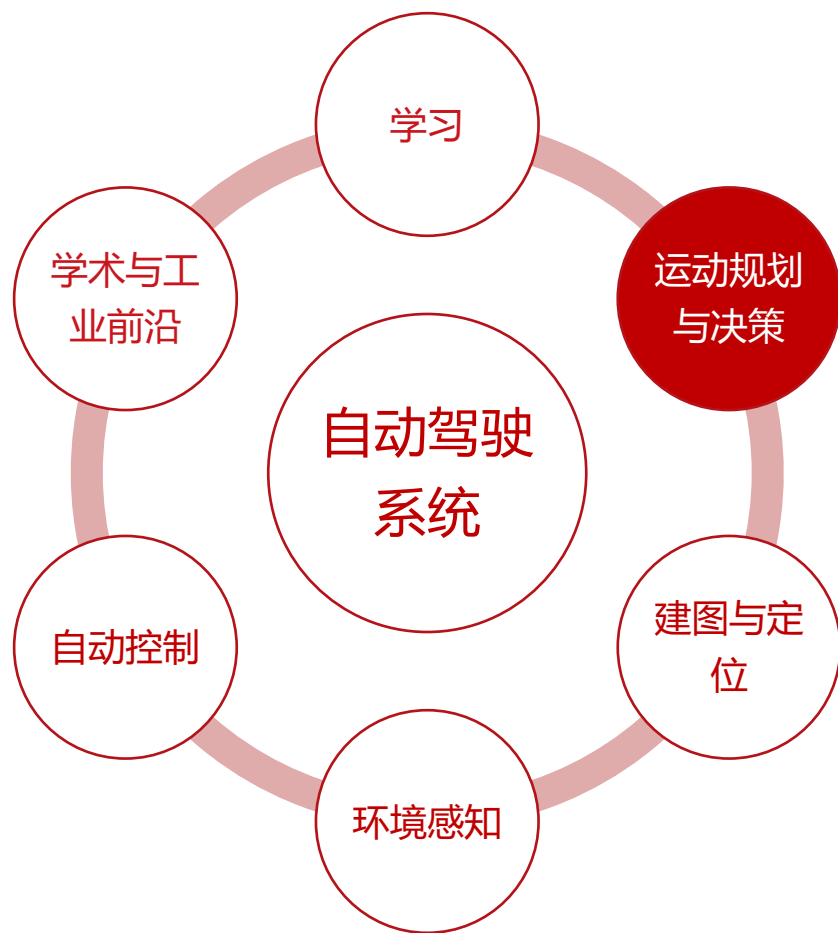 学习
学术与工
业前沿
运动规划
与决策
自动驾驶
系统
自动控制
建图与定
位
环境感知